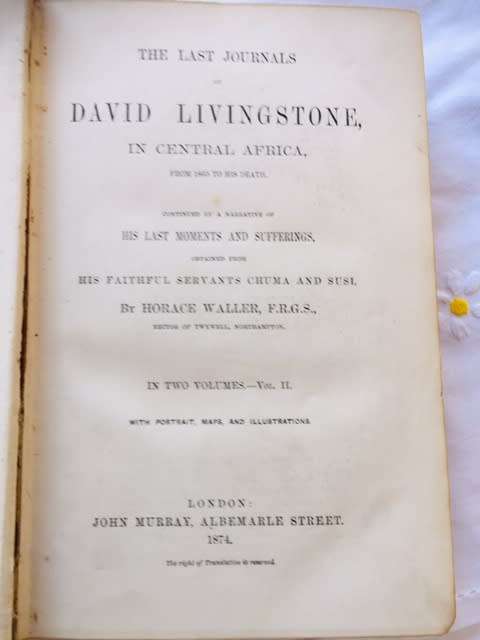 THE LAST JOURNALS
OF
DAVID LIVINGSTONE,
IN CENTRAL AFRICA,
FROM 1865 TO HIS DEATH.
CONTINUED BY A NARRATIVE OF
HIS LAST MOMENTS AND SUFFERINGS,
OBTAINED FROM
HIS FAITHFUL SERVANTS CHUMA AND SUSI,
BY HORACE WALLER, F.R.G.S.,
RECTOR OF TWYWELL, NORTHAMPTON.
IN TWO VOLUMES.—VOL. II.
WITH PORTRAIT, MAPS, AND ILLUSTRATIONS.
LONDON:
JOHN MURRAY, ALBEMARLE STREET.
1874.
The right of Translation is reserved.